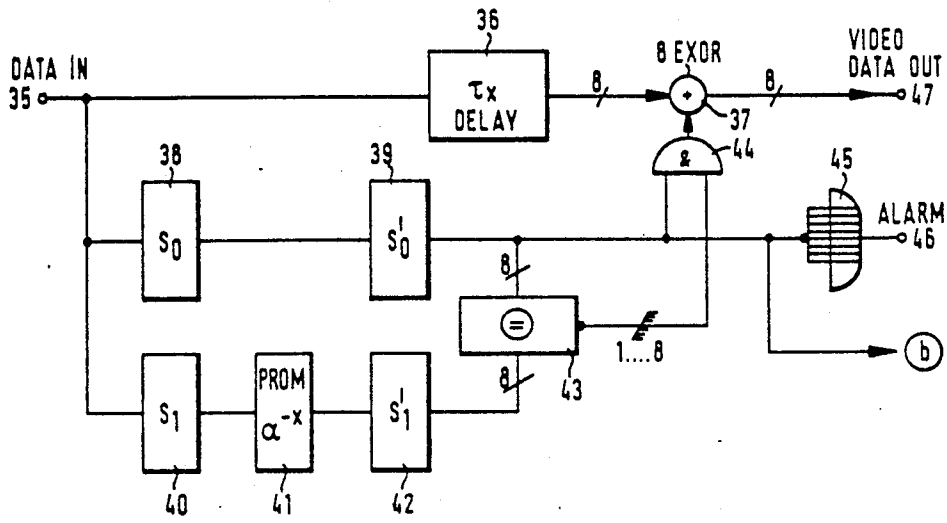 36
8 EXOR
VIDEO
DATA OUT
47
DATA IN
35
τx
DELAY
8
8
+
37
&
44
38
39
45
S0
S'0
ALARM
46
8
=
1....8
43
b
S1
PROM
α-x
S'1
8
40
41
42